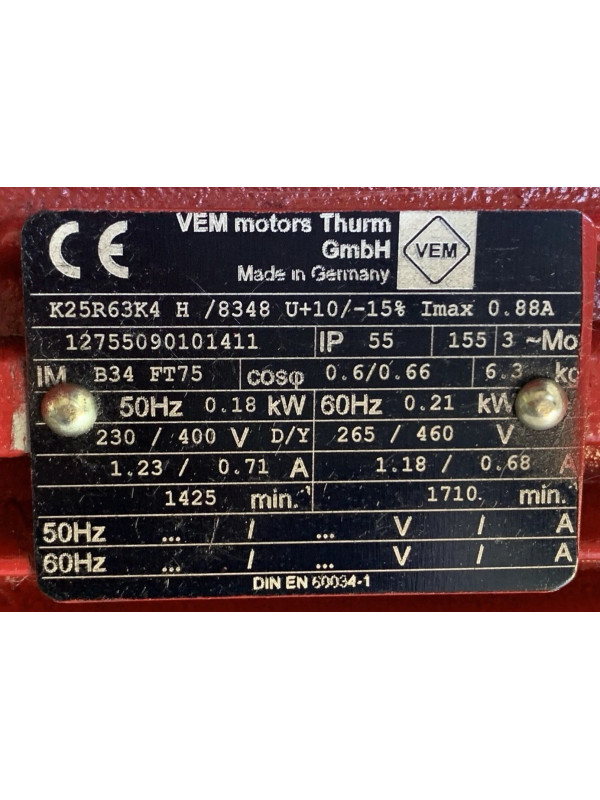 CE VEM motors Thurm
GmbH VEM
Made in Germany
K25R63K4 H /8348 U+10/-15% Imax 0.88A
12755090101411 IP 55 155 3 ~Mo
IM B34 FT75 cosφ 0.6/0.66 6.3 kg
50Hz 0.18 kW 60Hz 0.21 kW
230 / 400 V D/Y 265 / 460 V
1.23 / 0.71 A 1.18 / 0.68 A
1425 min.-1 1710. min.
50Hz ... / ... V / A
60Hz ... / ... V / A
DIN EN 60034-1